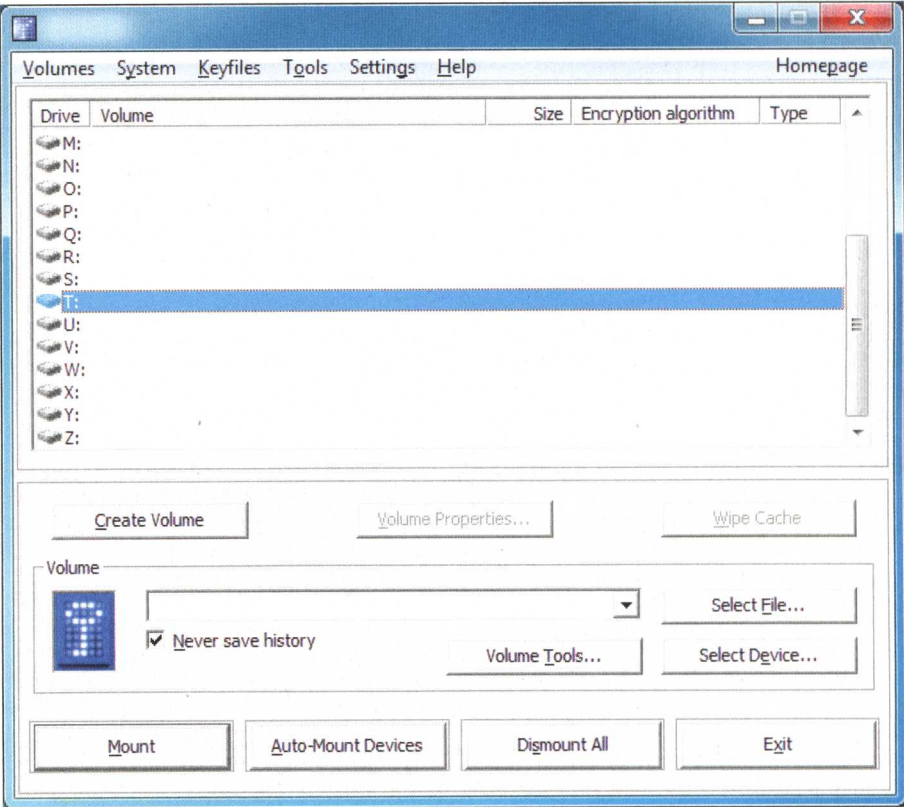 Volumes System Keyfiles Tools Settings Help Homepage
Drive Volume Size Encryption algorithm Type
M:
N:
O:
P:
Q:
R:
S:
T:
U:
V:
W:
X:
Y:
Z:
Create Volume Volume Properties... Wipe Cache
Volume
Select File...
Never save history
Volume Tools... Select Device...
Mount Auto-Mount Devices Dismount All Exit